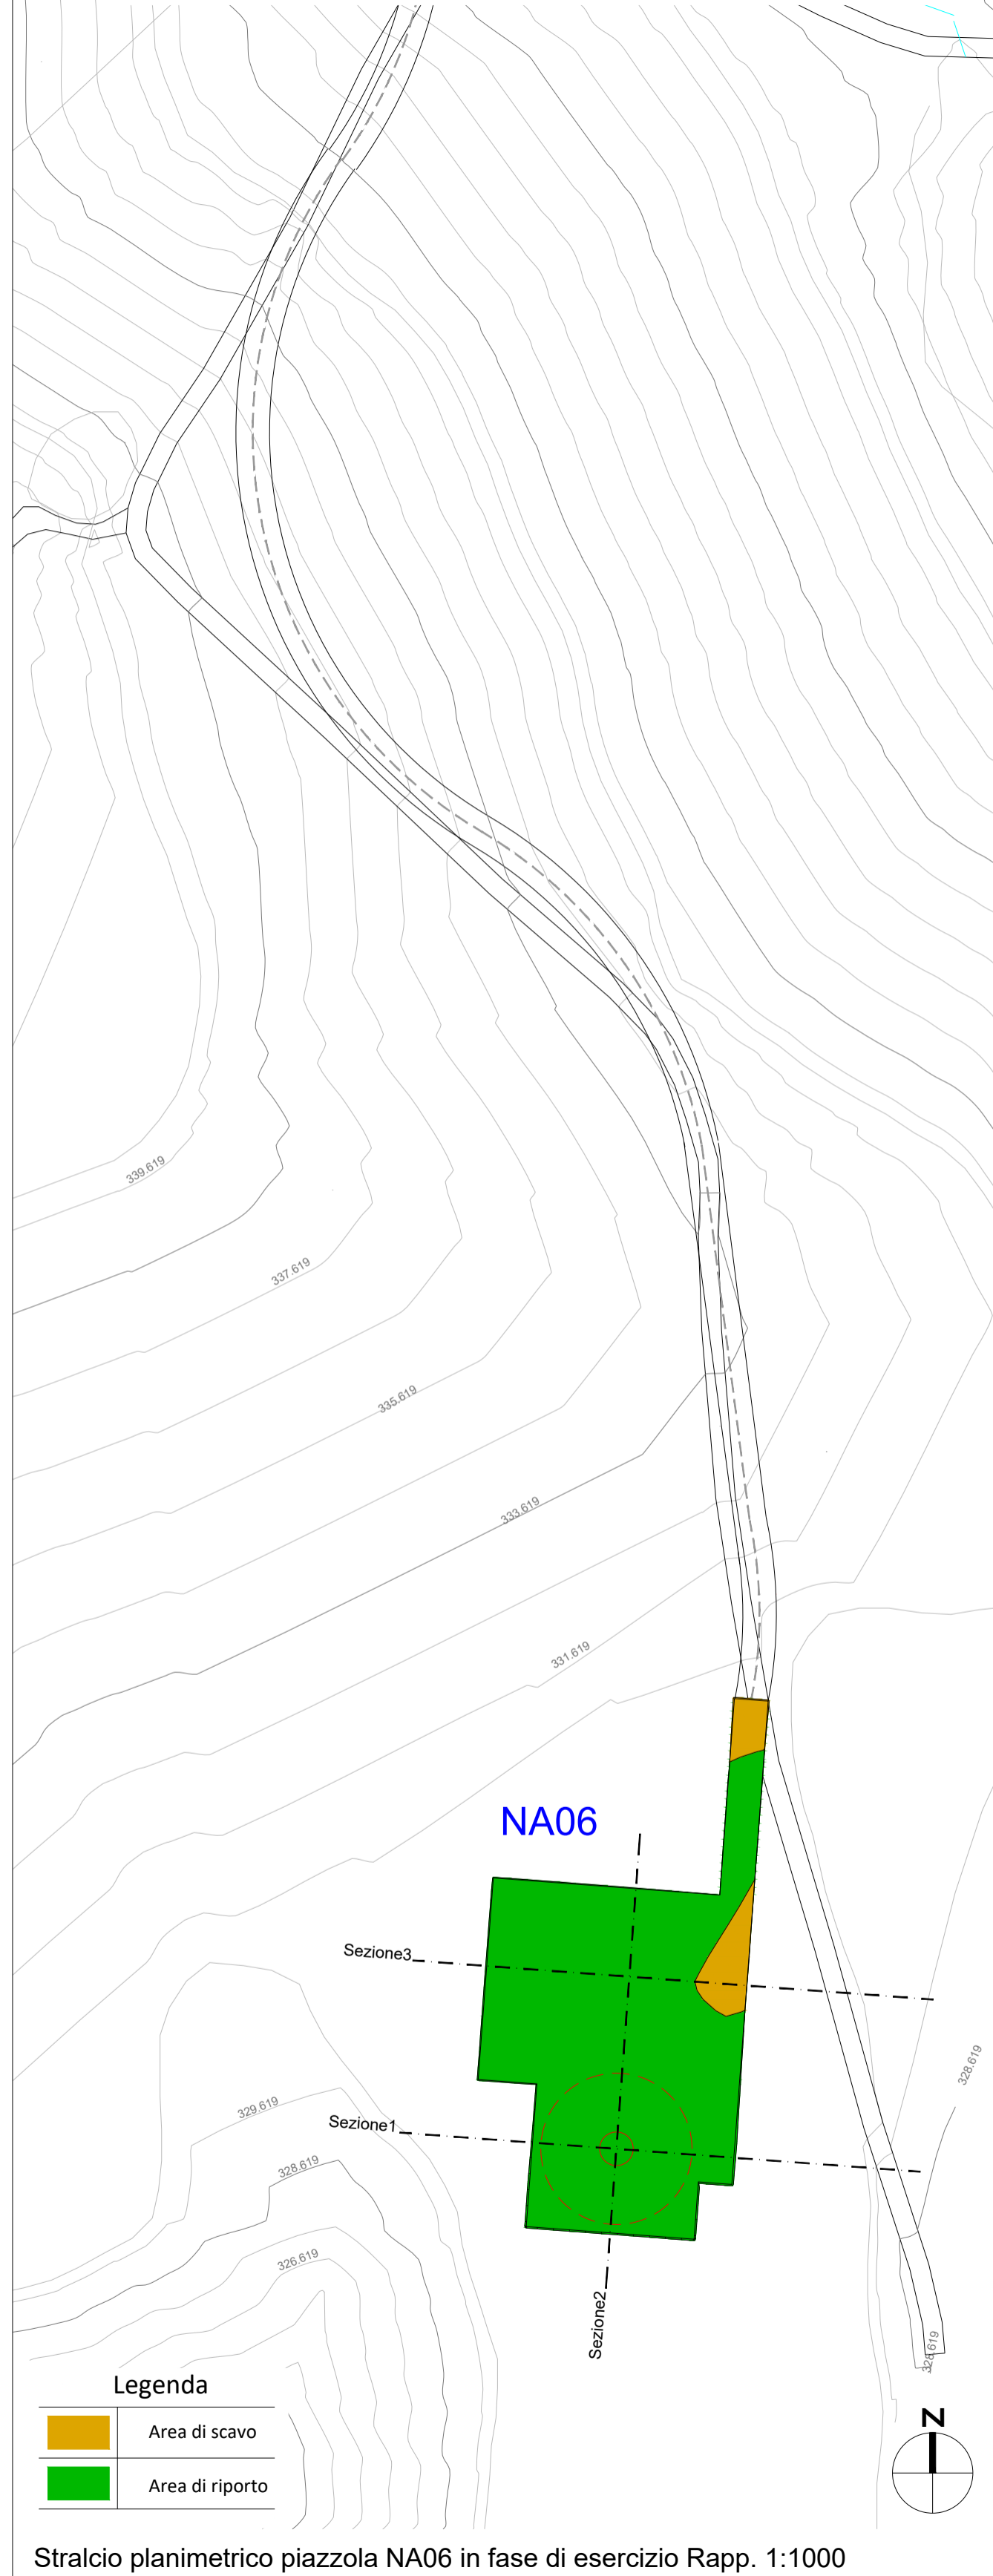 339.619
337.619
335.619
333.619
331.619
NA06
Sezione3
328.619
329.619
Sezione1
328.619
326.619
Sezione2
328.619
Legenda
Area di scavo
Area di riporto
N
Stralcio planimetrico piazzola NA06 in fase di esercizio Rapp. 1:1000